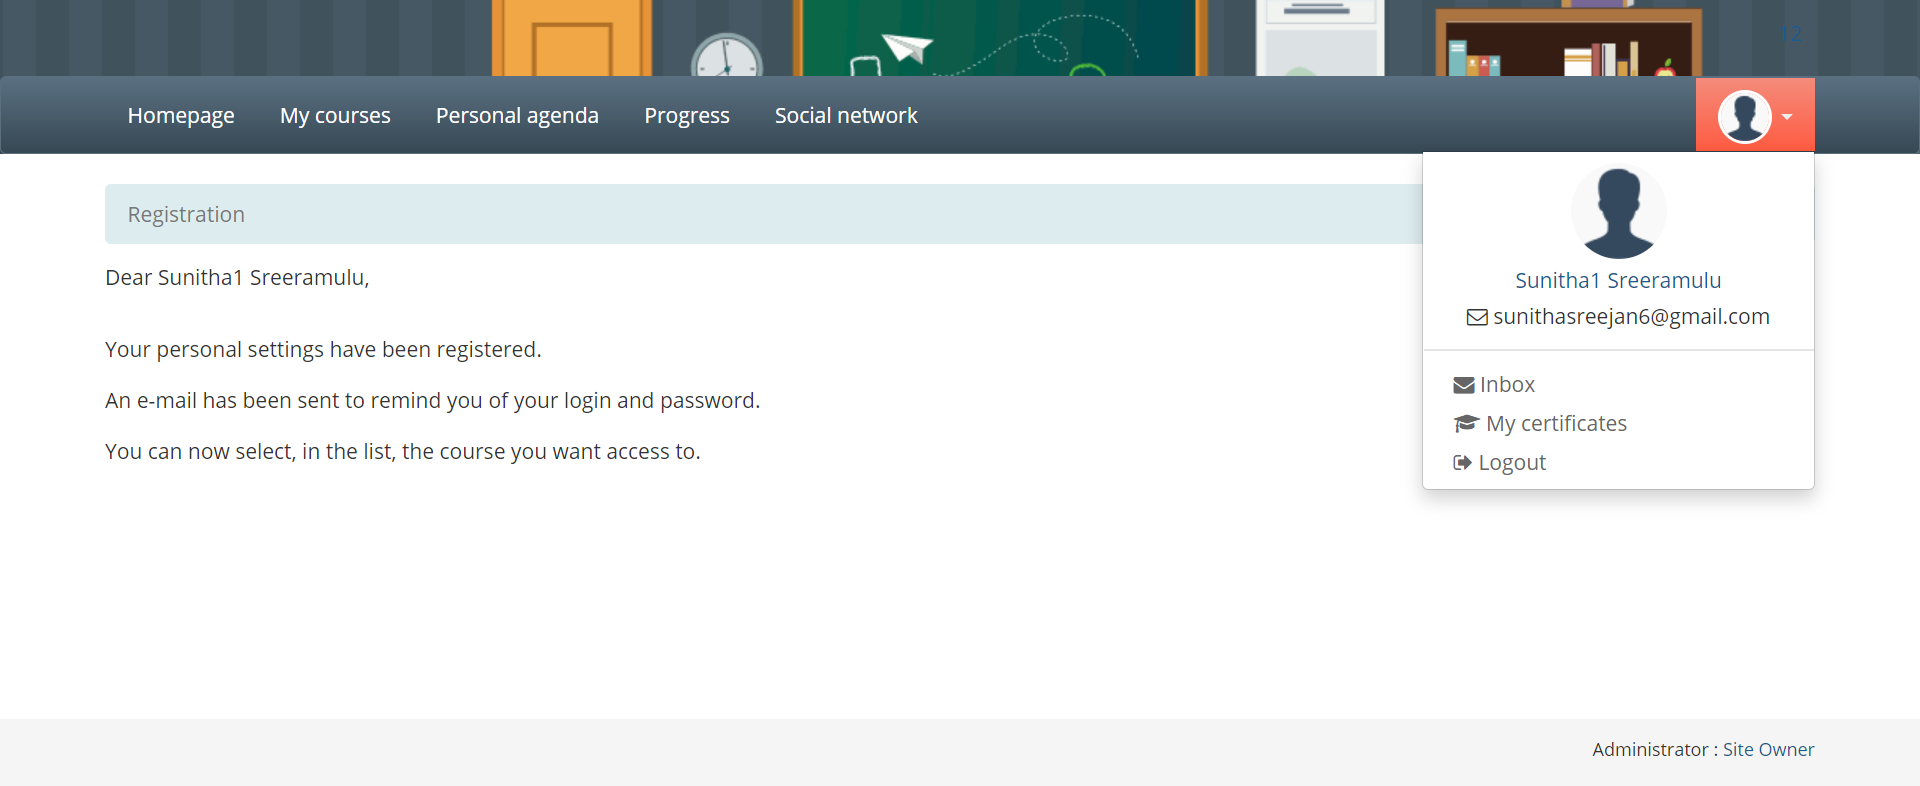 12
Homepage My courses Personal agenda Progress Social network
Registration
Dear Sunitha1 Sreeramulu,
Your personal settings have been registered.
An e-mail has been sent to remind you of your login and password.
You can now select, in the list, the course you want access to.
Sunitha1 Sreeramulu
sunithasreejan6@gmail.com
Inbox
My certificates
Logout
Administrator : Site Owner